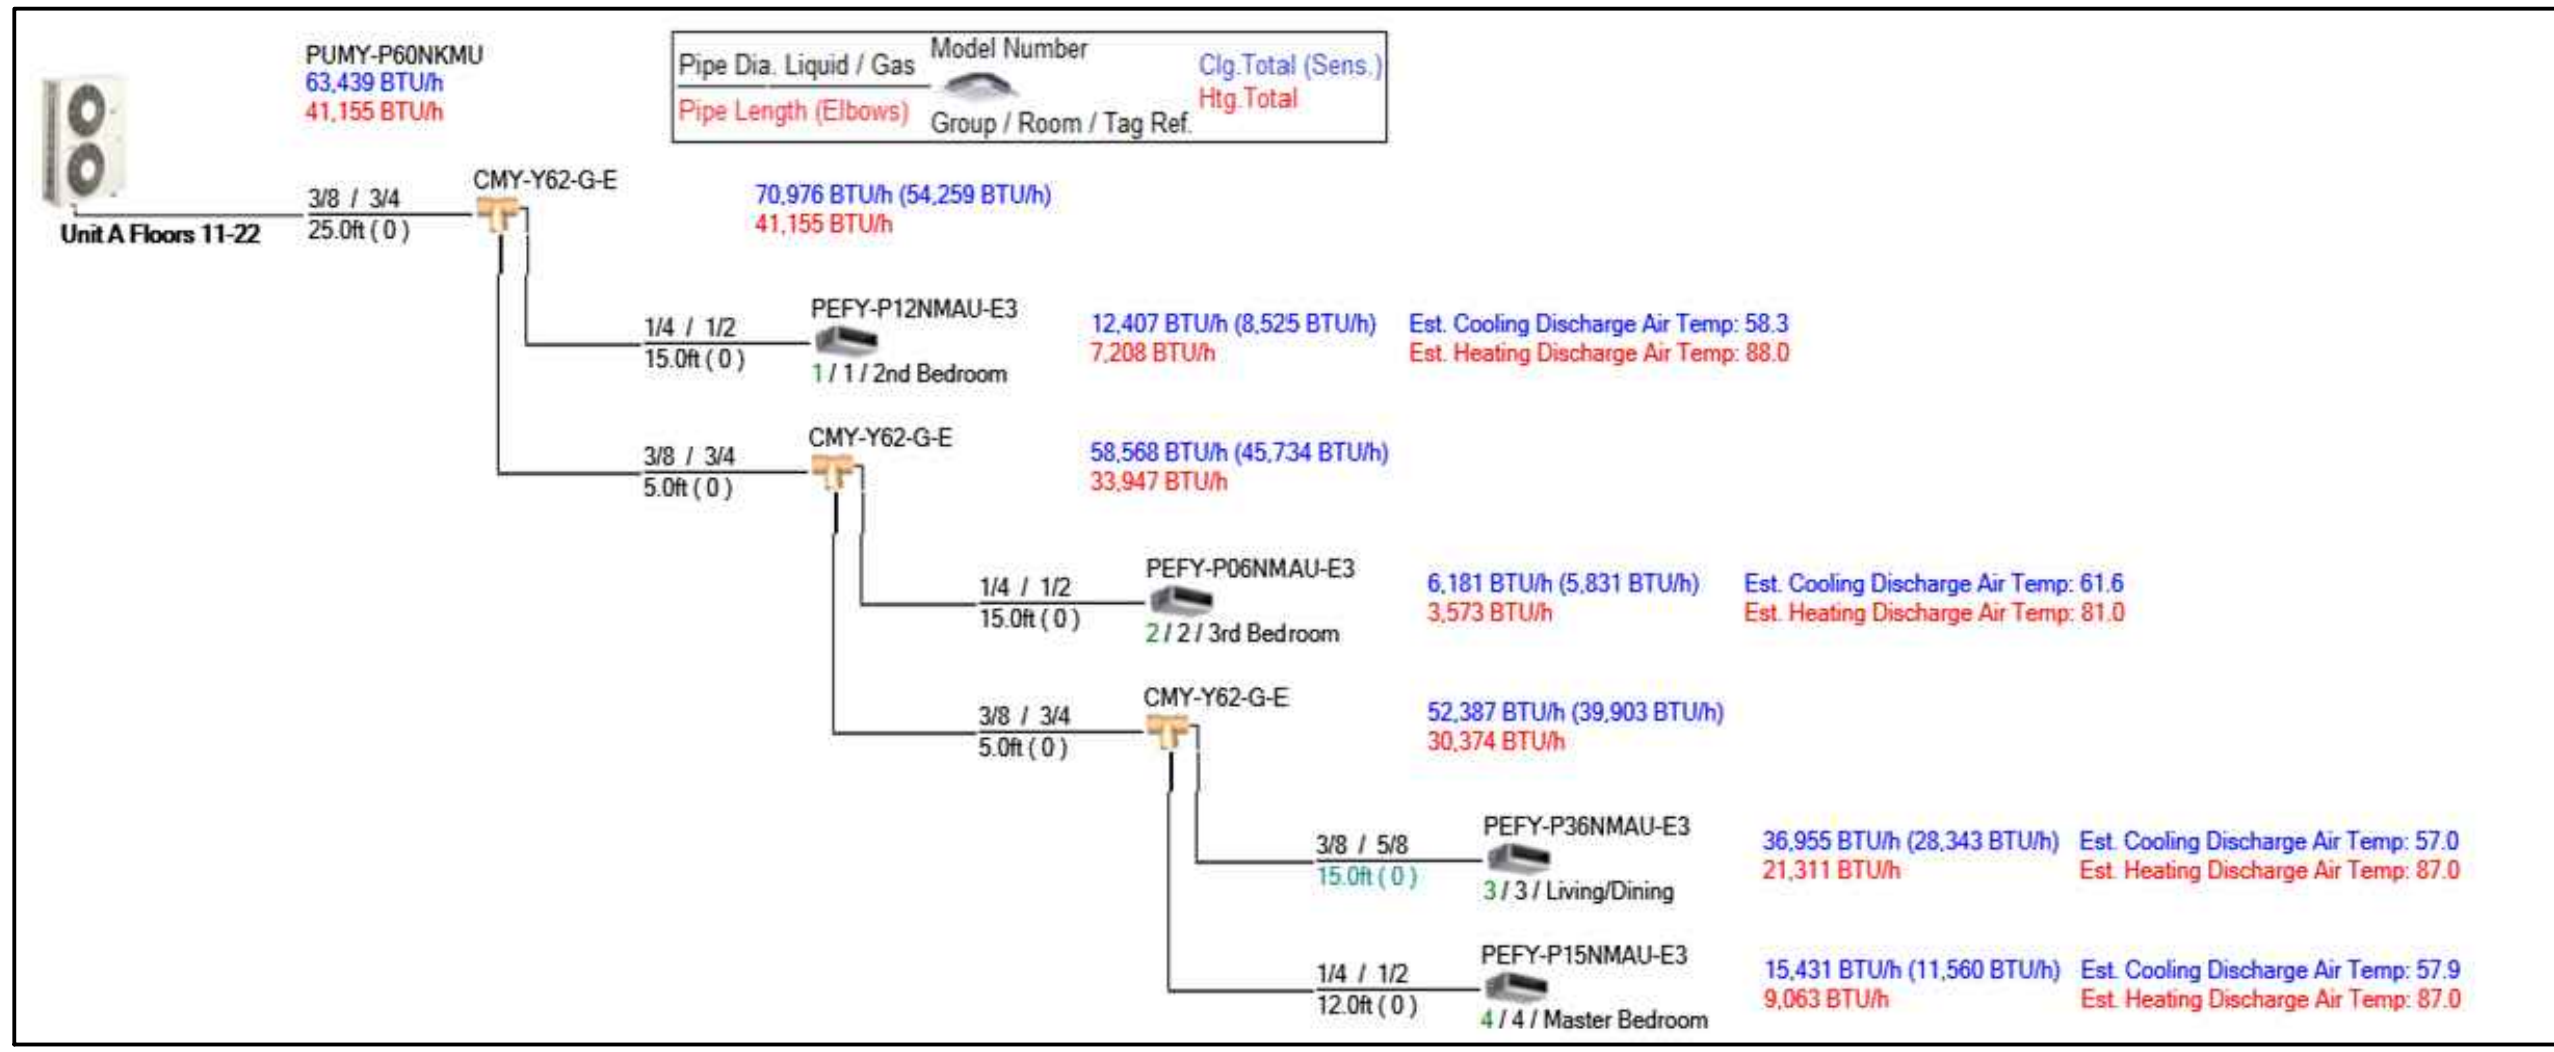 PUMY-P60NKMU
63,439 BTU/h
41,155 BTU/h
Pipe Dia. Liquid / Gas
Pipe Length (Elbows)
Model Number
Group / Room / Tag Ref.
Clg.Total (Sens.)
Htg.Total
Unit A Floors 11-22
3/8 / 3/4
25.0ft ( 0 )
CMY-Y62-G-E
70,976 BTU/h (54,259 BTU/h)
41,155 BTU/h
1/4 / 1/2
15.0ft ( 0 )
PEFY-P12NMAU-E3
1 / 1 / 2nd Bedroom
12,407 BTU/h (8,525 BTU/h)
7,208 BTU/h
Est. Cooling Discharge Air Temp: 58.3
Est. Heating Discharge Air Temp: 88.0
3/8 / 3/4
5.0ft ( 0 )
CMY-Y62-G-E
58,568 BTU/h (45,734 BTU/h)
33,947 BTU/h
1/4 / 1/2
15.0ft ( 0 )
PEFY-P06NMAU-E3
2 / 2 / 3rd Bedroom
6,181 BTU/h (5,831 BTU/h)
3,573 BTU/h
Est. Cooling Discharge Air Temp: 61.6
Est. Heating Discharge Air Temp: 81.0
3/8 / 3/4
5.0ft ( 0 )
CMY-Y62-G-E
52,387 BTU/h (39,903 BTU/h)
30,374 BTU/h
3/8 / 5/8
15.0ft ( 0 )
PEFY-P36NMAU-E3
3 / 3 / Living/Dining
36,955 BTU/h (28,343 BTU/h)
21,311 BTU/h
Est. Cooling Discharge Air Temp: 57.0
Est. Heating Discharge Air Temp: 87.0
1/4 / 1/2
12.0ft ( 0 )
PEFY-P15NMAU-E3
4 / 4 / Master Bedroom
15,431 BTU/h (11,560 BTU/h)
9,063 BTU/h
Est. Cooling Discharge Air Temp: 57.9
Est. Heating Discharge Air Temp: 87.0